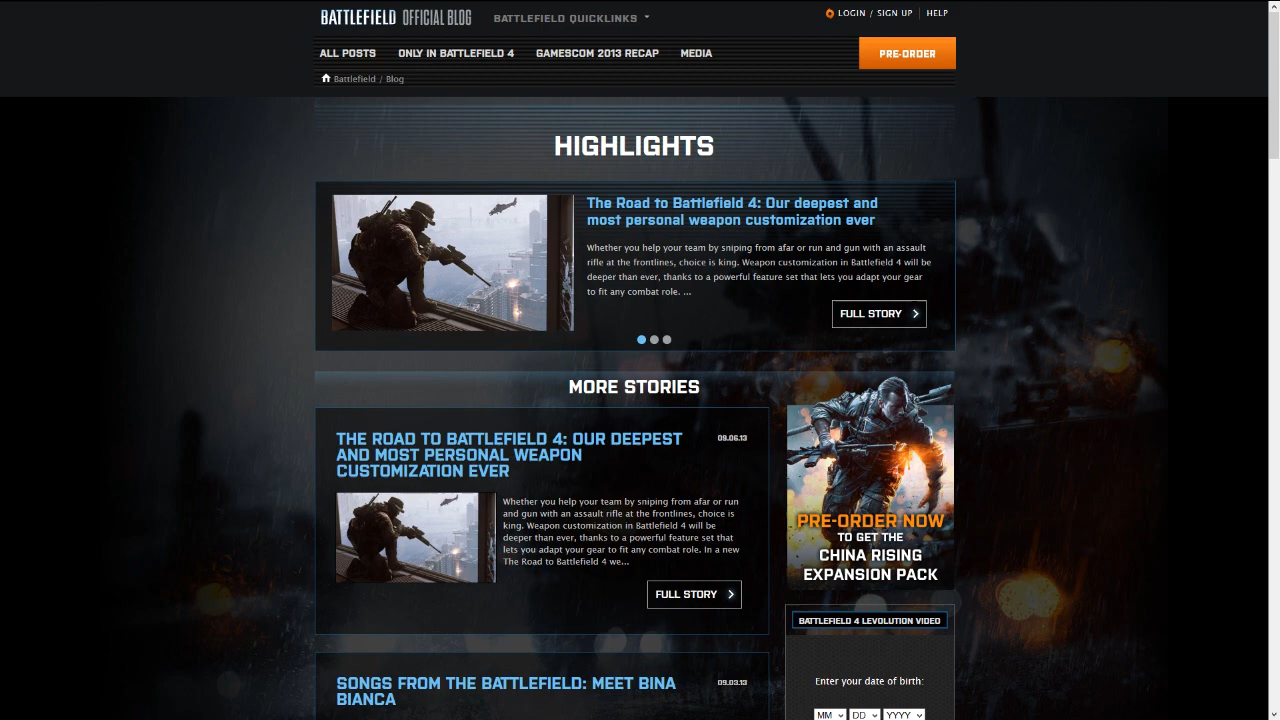 BATTLEFIELD OFFICIAL BLOG
BATTLEFIELD QUICKLINKS
LOGIN / SIGN UP
HELP
ALL POSTS
ONLY IN BATTLEFIELD 4
GAMESCOM 2013 RECAP
MEDIA
PRE-ORDER
Battlefield / Blog
HIGHLIGHTS
The Road to Battlefield 4: Our deepest and
most personal weapon customization ever
Whether you help your team by sniping from afar or run and gun with an assault
rifle at the frontlines, choice is king. Weapon customization in Battlefield 4 will be
deeper than ever, thanks to a powerful feature set that lets you adapt your gear
to fit any combat role. ...
FULL STORY
MORE STORIES
THE ROAD TO BATTLEFIELD 4: OUR DEEPEST
AND MOST PERSONAL WEAPON
CUSTOMIZATION EVER
09.06.13
Whether you help your team by sniping from afar or run
and gun with an assault rifle at the frontlines, choice is
king. Weapon customization in Battlefield 4 will be
deeper than ever, thanks to a powerful feature set that
lets you adapt your gear to fit any combat role. In a new
The Road to Battlefield 4 we...
FULL STORY
SONGS FROM THE BATTLEFIELD: MEET BINA
BIANCA
09.03.13
PRE-ORDER NOW
TO GET THE
CHINA RISING
EXPANSION PACK
BATTLEFIELD 4 LEVOLUTION VIDEO
Enter your date of birth:
MM DD YYYY